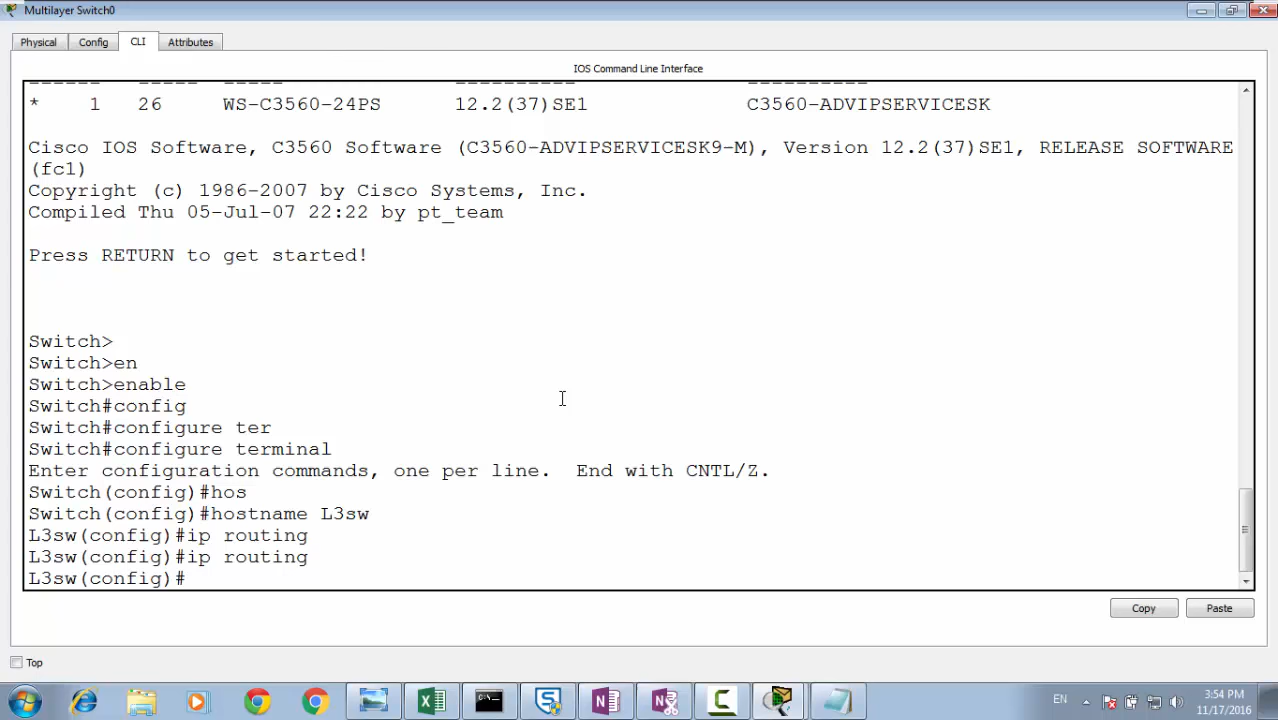 Multilayer Switch0
Physical Config CLI Attributes
IOS Command Line Interface
* 1 26 WS-C3560-24PS 12.2(37)SE1 C3560-ADVIPSERVICESK
Cisco IOS Software, C3560 Software (C3560-ADVIPSERVICESK9-M), Version 12.2(37)SE1, RELEASE SOFTWARE
(fc1)
Copyright (c) 1986-2007 by Cisco Systems, Inc.
Compiled Thu 05-Jul-07 22:22 by pt_team
Press RETURN to get started!
Switch>
Switch>en
Switch>enable
Switch#config
Switch#configure ter
Switch#configure terminal
Enter configuration commands, one per line. End with CNTL/Z.
Switch(config)#hos
Switch(config)#hostname L3sw
L3sw(config)#ip routing
L3sw(config)#ip routing
L3sw(config)#
Copy Paste
Top
EN 3:54 PM
11/17/2016